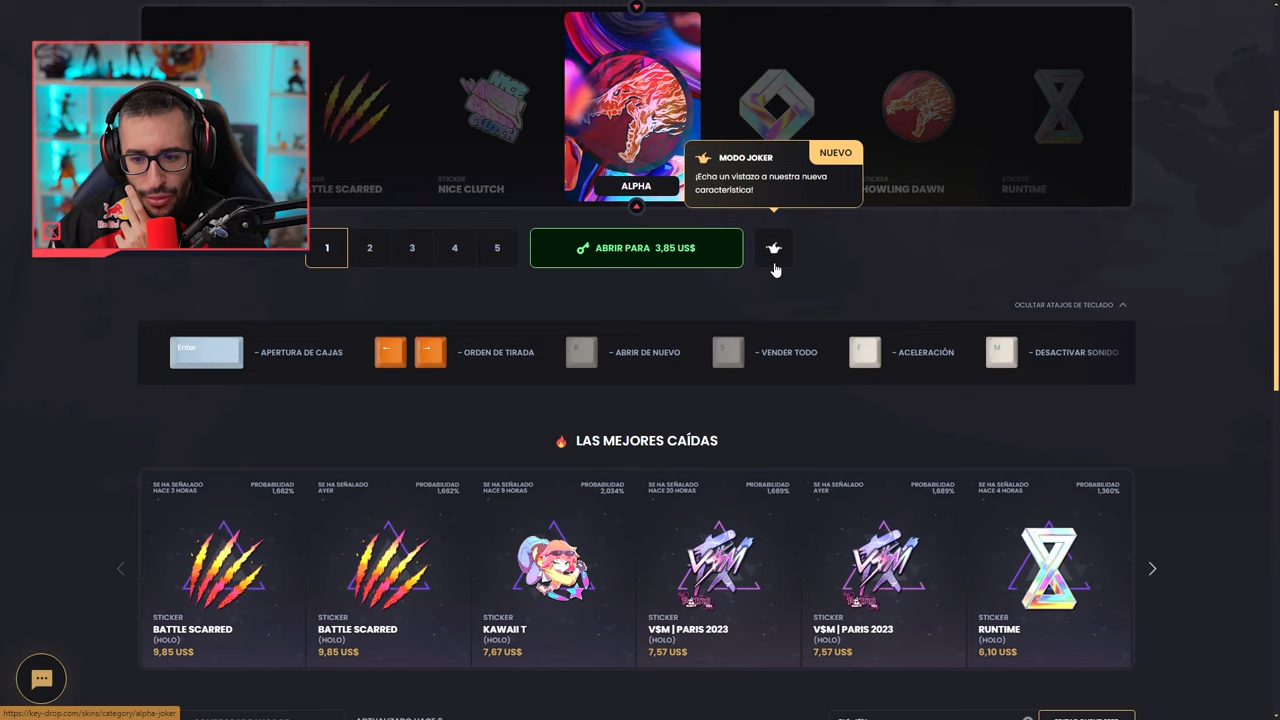 BATTLE SCARRED
STICKER
NICE CLUTCH
ALPHA
MODO JOKER
NUEVO
¡Echa un vistazo a nuestra nueva
característica!
STICKER
HOWLING DAWN
STICKER
RUNTIME
1
2
3
4
5
ABRIR PARA 3,85 US$
OCULTAR ATAJOS DE TECLADO
Enter
- APERTURA DE CAJAS
← →
- ORDEN DE TIRADA
R
- ABRIR DE NUEVO
S
- VENDER TODO
F
- ACELERACIÓN
M
- DESACTIVAR SONIDO
LAS MEJORES CAÍDAS
SE HA SEÑALADO
HACE 3 HORAS
PROBABILIDAD
1,662%
STICKER
BATTLE SCARRED
(HOLO)
9,85 US$
SE HA SEÑALADO
AYER
PROBABILIDAD
1,662%
STICKER
BATTLE SCARRED
(HOLO)
9,85 US$
SE HA SEÑALADO
HACE 9 HORAS
PROBABILIDAD
2,034%
STICKER
KAWAII T
(HOLO)
7,67 US$
SE HA SEÑALADO
HACE 20 HORAS
PROBABILIDAD
1,689%
STICKER
V$M | PARIS 2023
(HOLO)
7,57 US$
SE HA SEÑALADO
AYER
PROBABILIDAD
1,689%
STICKER
V$M | PARIS 2023
(HOLO)
7,57 US$
SE HA SEÑALADO
HACE 4 HORAS
PROBABILIDAD
1,360%
STICKER
RUNTIME
(HOLO)
6,10 US$
https://key-drop.com/skins/category/alpha-joker